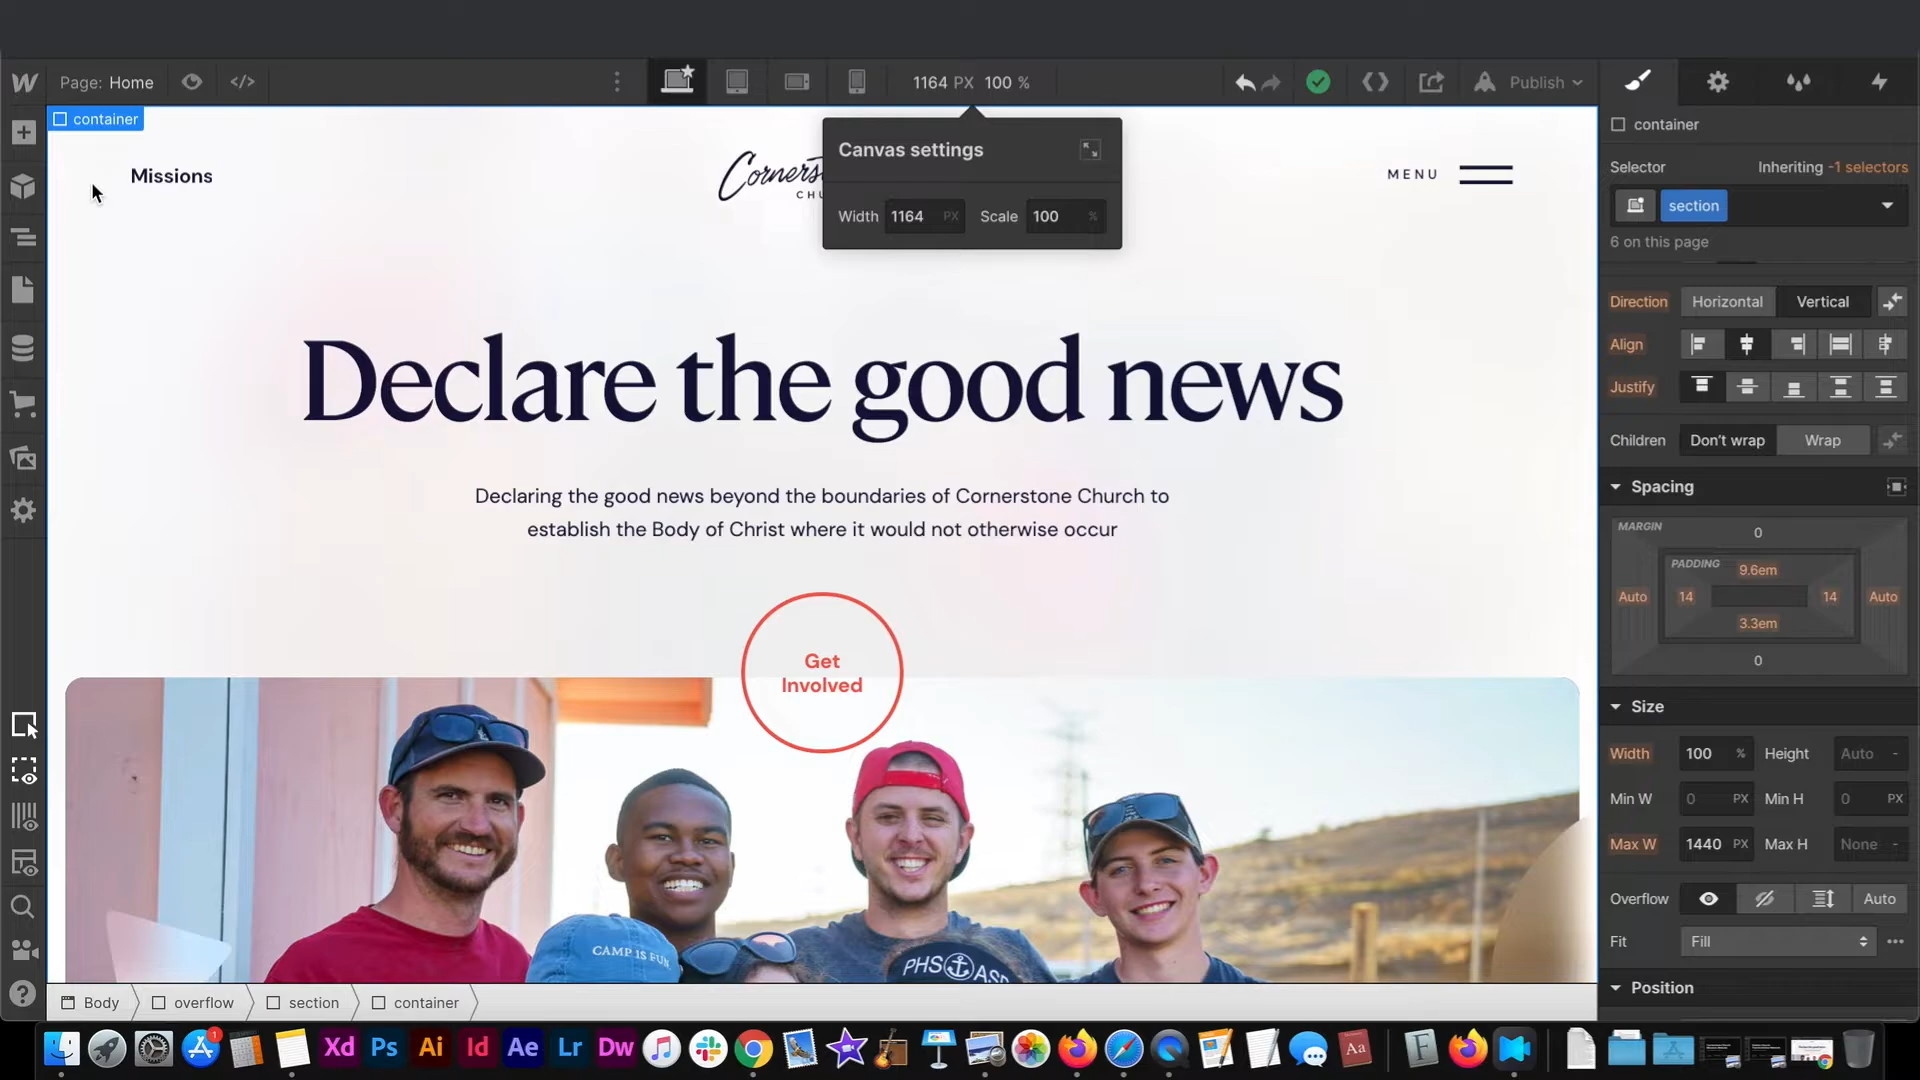 Page: Home
</>
1164 PX 100 %
Publish
container
container
Canvas settings
Width 1164 PX Scale 100 %
Missions
MENU
Declare the good news
Declaring the good news beyond the boundaries of Cornerstone Church to
establish the Body of Christ where it would not otherwise occur
Get
Involved
CAMP IS FUN
PHS
Selector Inheriting -1 selectors
section
6 on this page
Direction Horizontal Vertical
Align
Justify
Children Don't wrap Wrap
Spacing
MARGIN 0
PADDING 9.6em
Auto 14 14 Auto
3.3em
0
Size
Width 100 % Height Auto -
Min W 0 PX Min H 0 PX
Max W 1440 PX Max H None -
Overflow Auto
Fit Fill
Position
Body overflow section container
1
Xd Ps Ai Id Ae Lr Dw
Aa